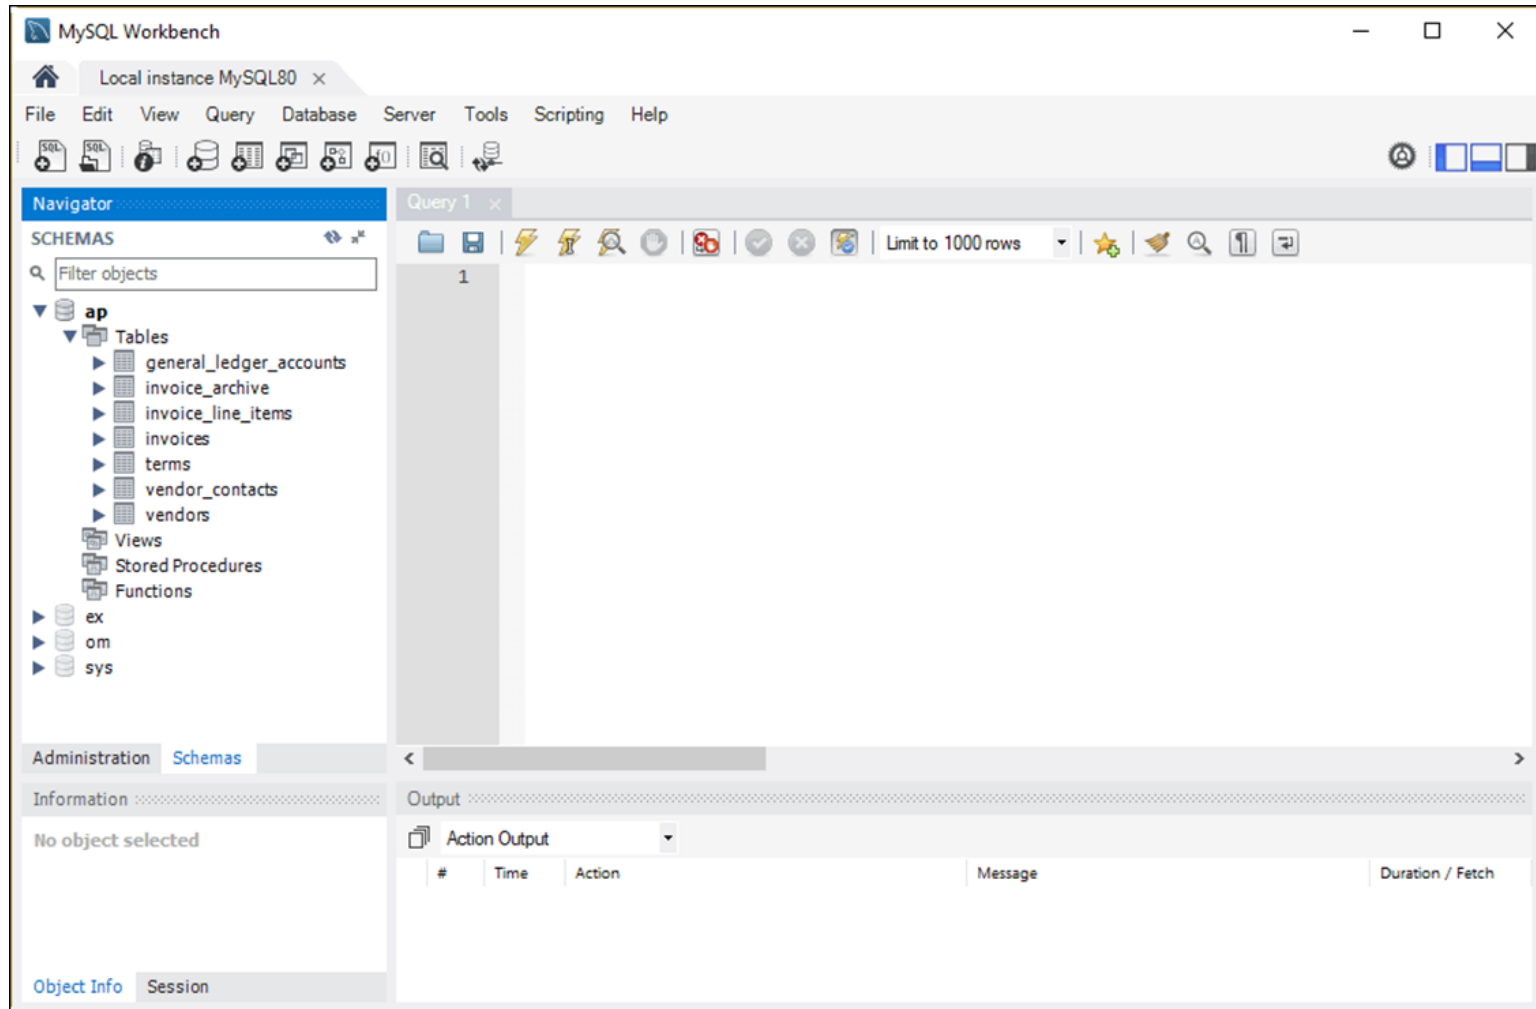 MySQL Workbench
Local instance MySQL80
File Edit View Query Database Server Tools Scripting Help
SQL SQL
Navigator
SCHEMAS
Filter objects
ap
Tables
general_ledger_accounts
invoice_archive
invoice_line_items
invoices
terms
vendor_contacts
vendors
Views
Stored Procedures
Functions
ex
om
sys
Administration Schemas
Information
No object selected
Object Info Session
Query 1
Limit to 1000 rows
1
Output
Action Output
# Time Action Message Duration / Fetch